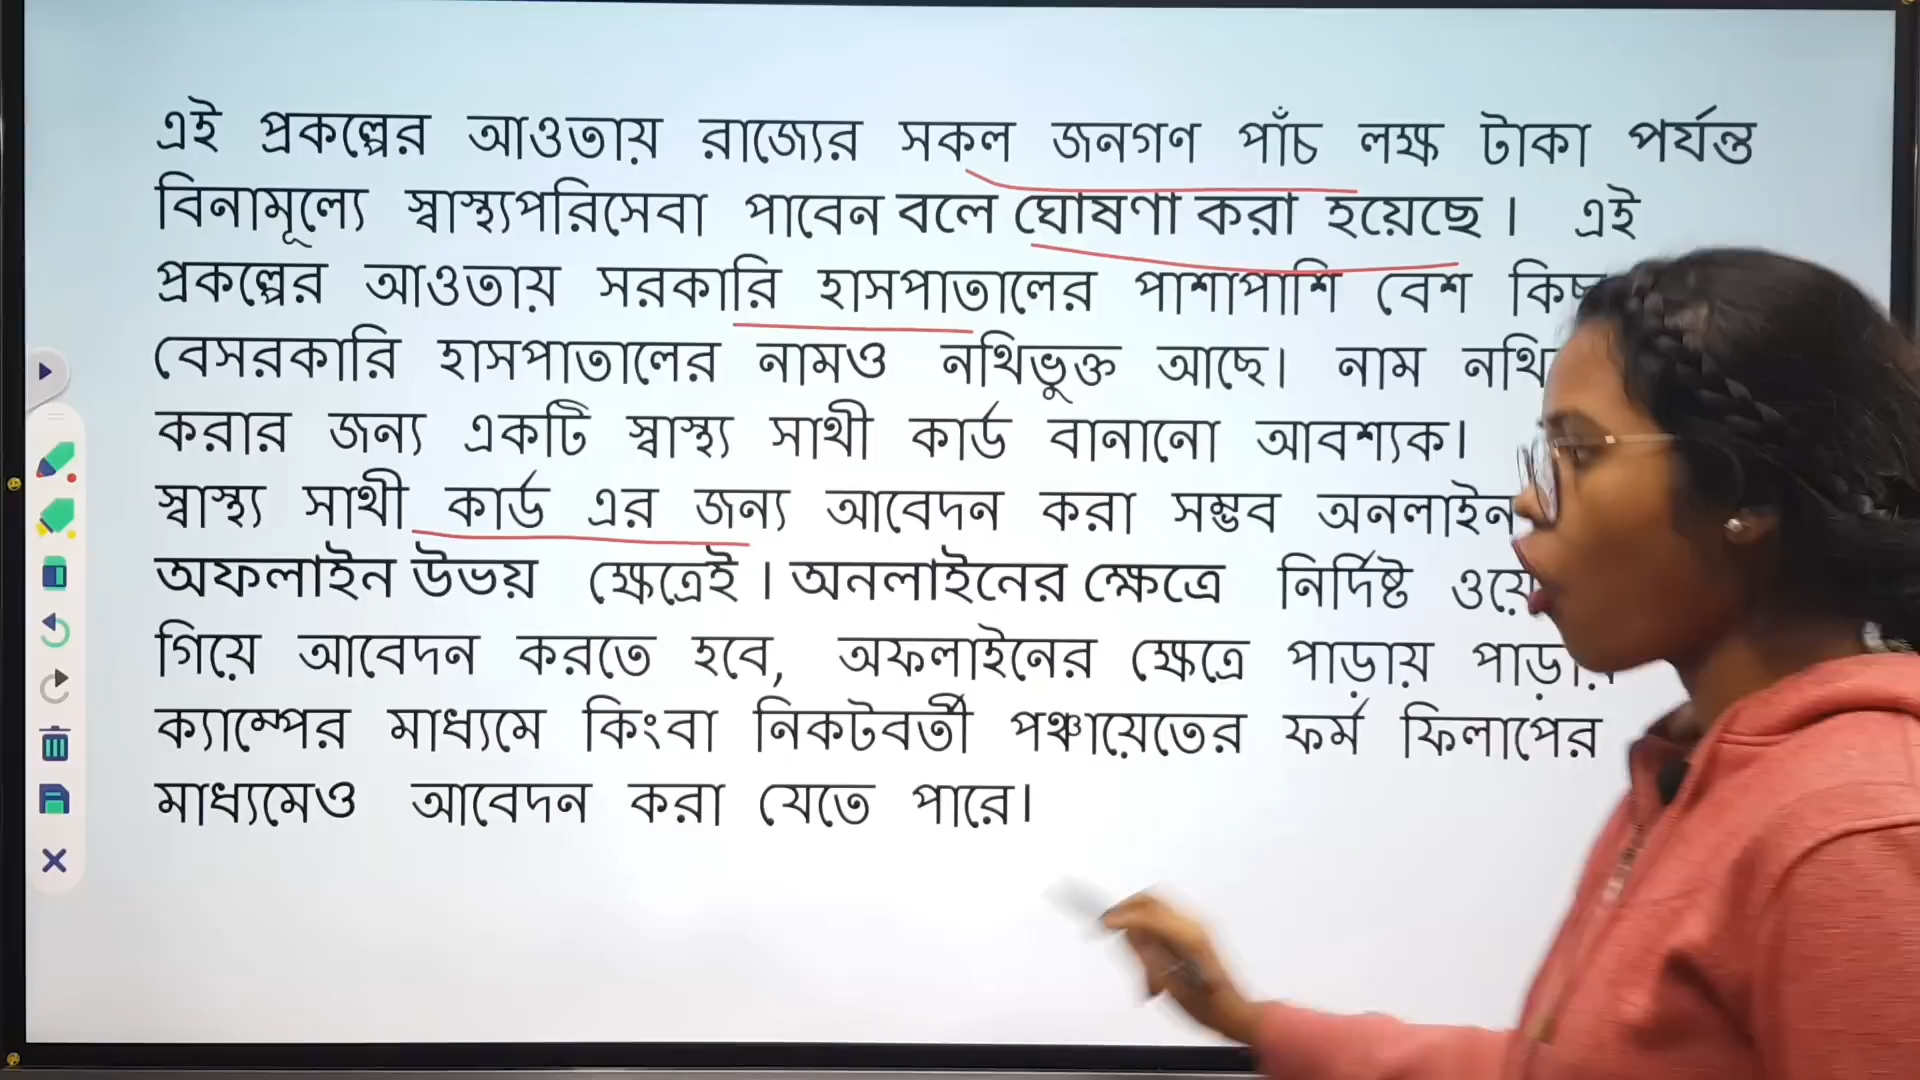 এই প্রকল্পের আওতায় রাজ্যের সকল জনগণ পাঁচ লক্ষ টাকা পর্যন্ত
বিনামূল্যে স্বাস্থ্যপরিসেবা পাবেন বলে ঘোষণা করা হয়েছে। এই
প্রকল্পের আওতায় সরকারি হাসপাতালের পাশাপাশি বেশ
বেসরকারি হাসপাতালের নামও নথিভুক্ত আছে। নাম
করার জন্য একটি স্বাস্থ্য সাথী কার্ড বানানো আবশ্যক।
স্বাস্থ্য সাথী কার্ড এর জন্য আবেদন করা সম্ভব অনলাইন
অফলাইন উভয় ক্ষেত্রেই। অনলাইনের ক্ষেত্রে নির্দিষ্ট
গিয়ে আবেদন করতে হবে, অফলাইনের ক্ষেত্রে পাড়ায়
ক্যাম্পের মাধ্যমে কিংবা নিকটবর্তী পঞ্চায়েতের ফর্ম ফিলাপের
মাধ্যমেও আবেদন করা যেতে পারে।